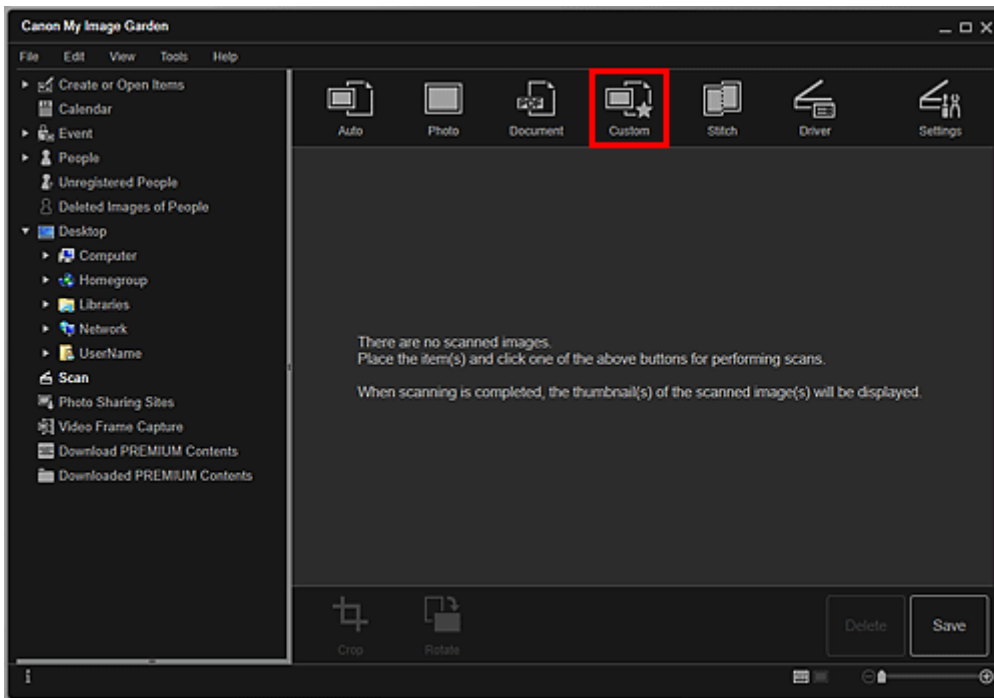 Canon My Image Garden
File Edit View Tools Help
Create or Open Items
Calendar
Event
People
Unregistered People
Deleted Images of People
Desktop
Computer
Homegroup
Libraries
Network
UserName
Scan
Photo Sharing Sites
Video Frame Capture
Download PREMIUM Contents
Downloaded PREMIUM Contents
Auto Photo Document Custom Stitch Driver Settings
There are no scanned images.
Place the item(s) and click one of the above buttons for performing scans.
When scanning is completed, the thumbnail(s) of the scanned image(s) will be displayed.
Crop Rotate Delete Save